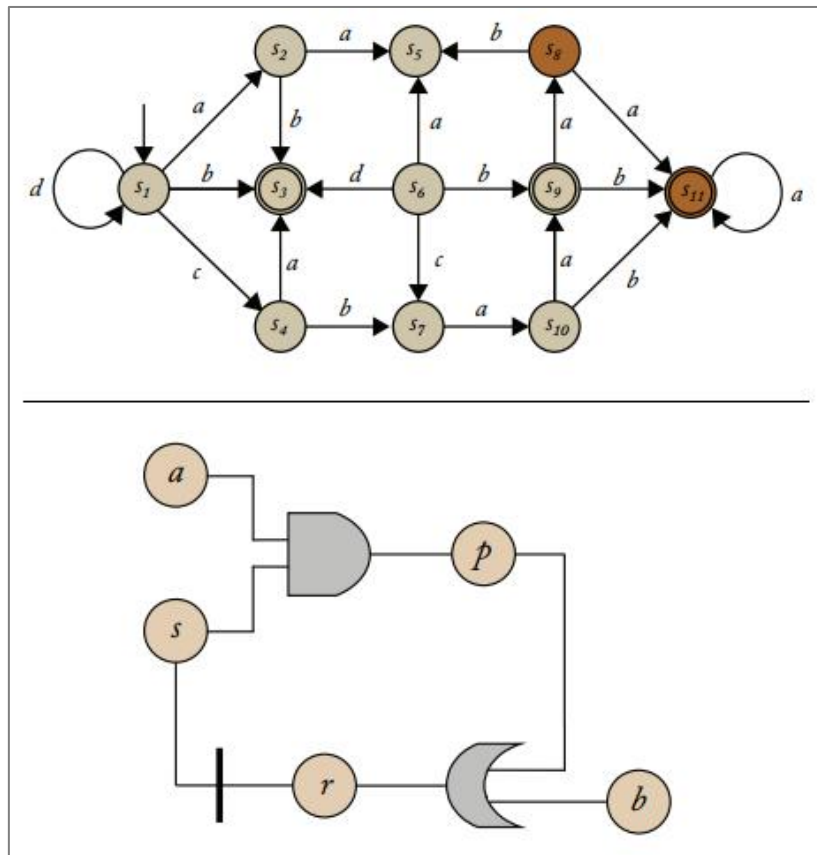 s2 a s5 b s8
a b a a a
d s1 b s3 d s6 b s9 b s11 a
c a c a b
s4 b s7 a s10
a
p
s
r
b